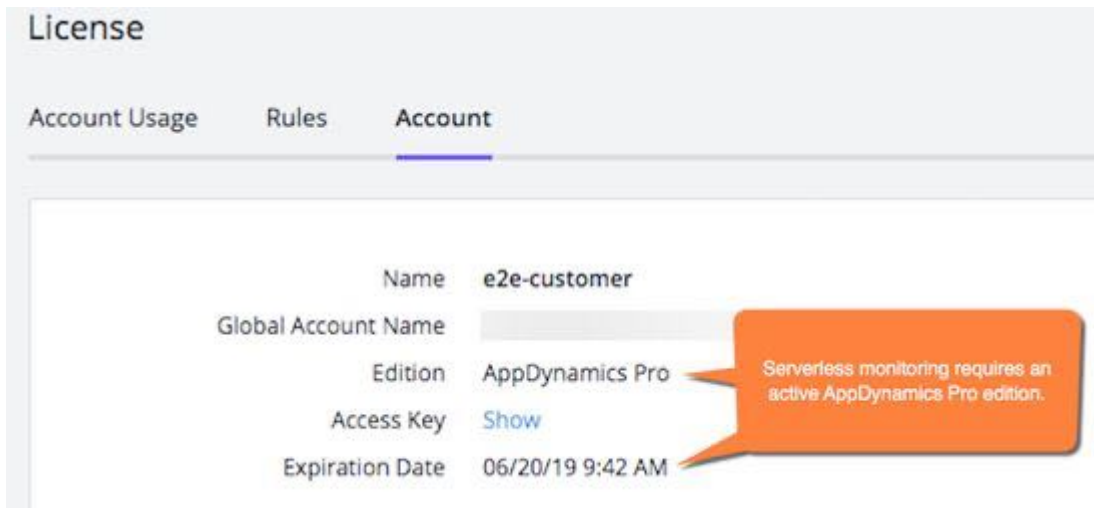 License
Account Usage Rules Account
Name e2e-customer
Global Account Name
Edition AppDynamics Pro
Serverless monitoring requires an
active AppDynamics Pro edition.
Access Key Show
Expiration Date 06/20/19 9:42 AM